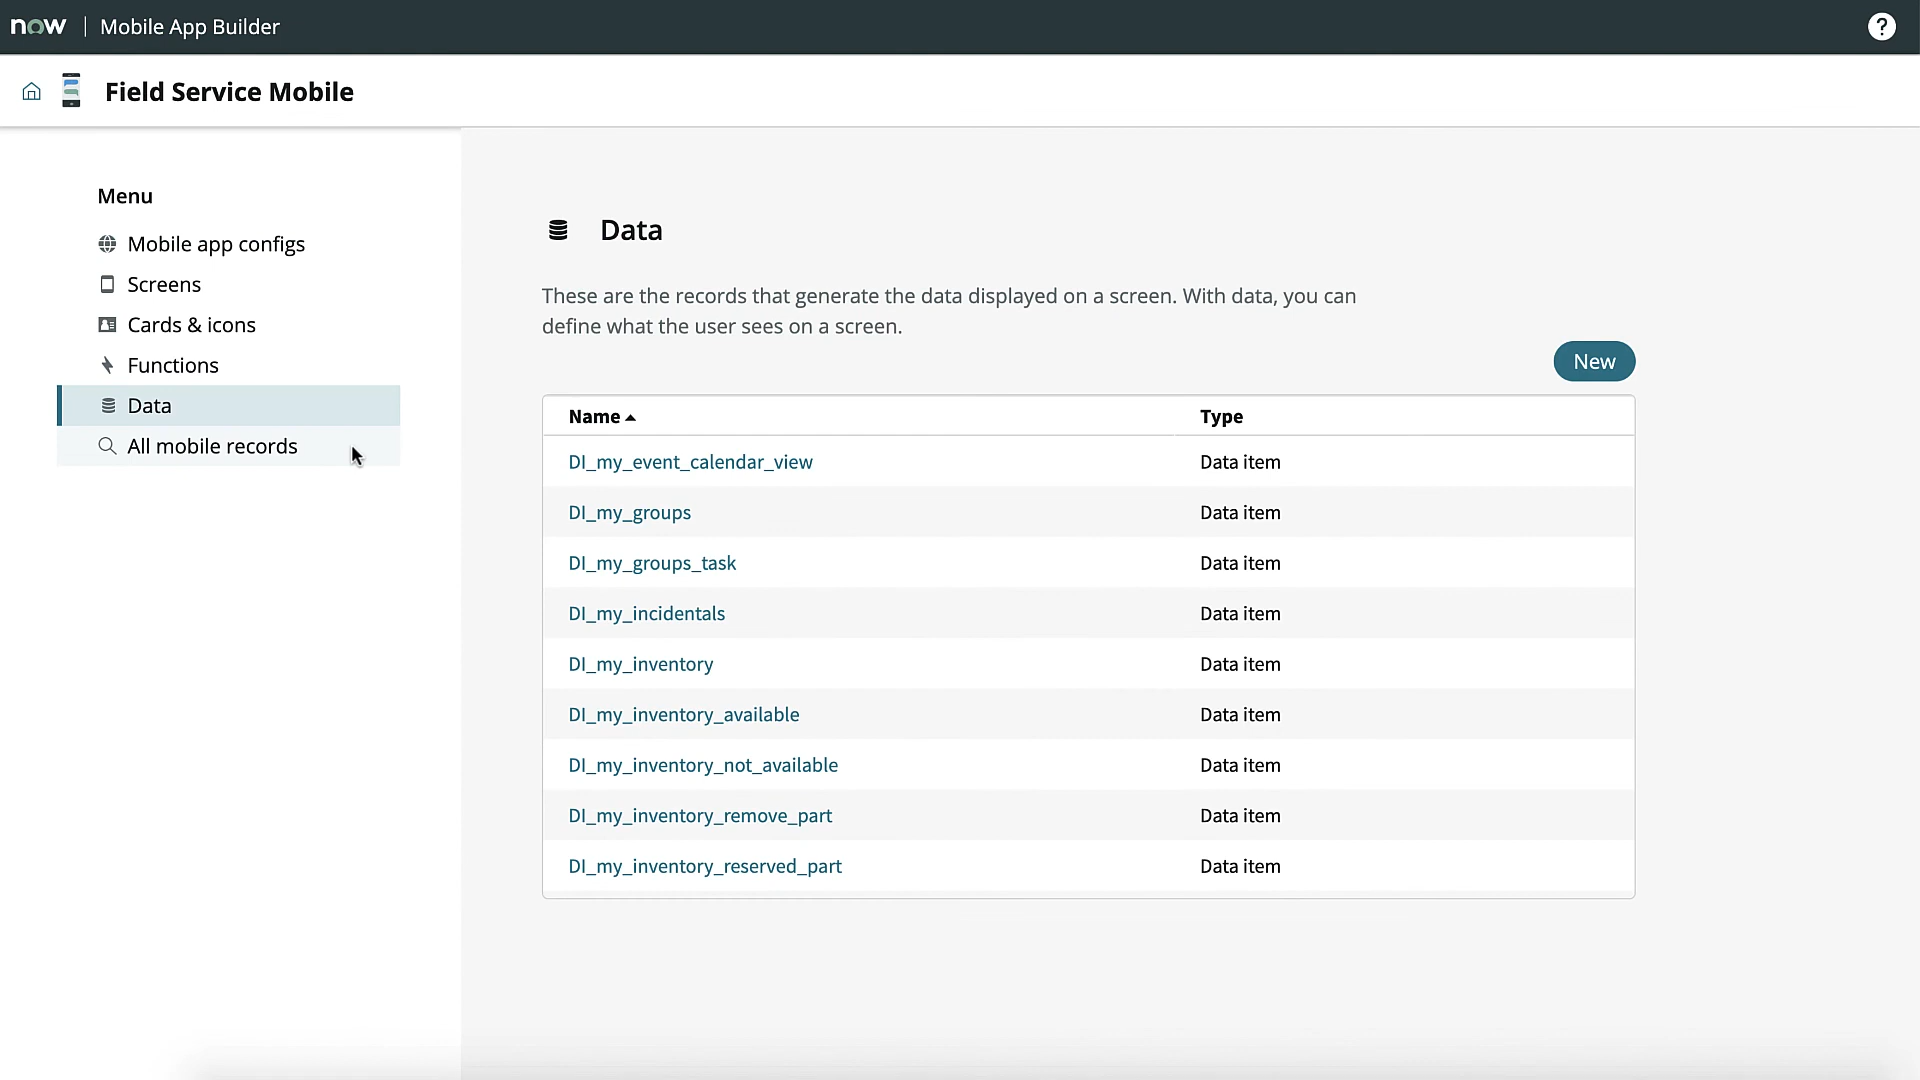 now Mobile App Builder ?
Field Service Mobile
Menu
Mobile app configs
Screens
Cards & icons
Functions
Data
All mobile records
Data
These are the records that generate the data displayed on a screen. With data, you can
define what the user sees on a screen.
New
Name Type
DI_my_event_calendar_view Data item
DI_my_groups Data item
DI_my_groups_task Data item
DI_my_incidentals Data item
DI_my_inventory Data item
DI_my_inventory_available Data item
DI_my_inventory_not_available Data item
DI_my_inventory_remove_part Data item
DI_my_inventory_reserved_part Data item